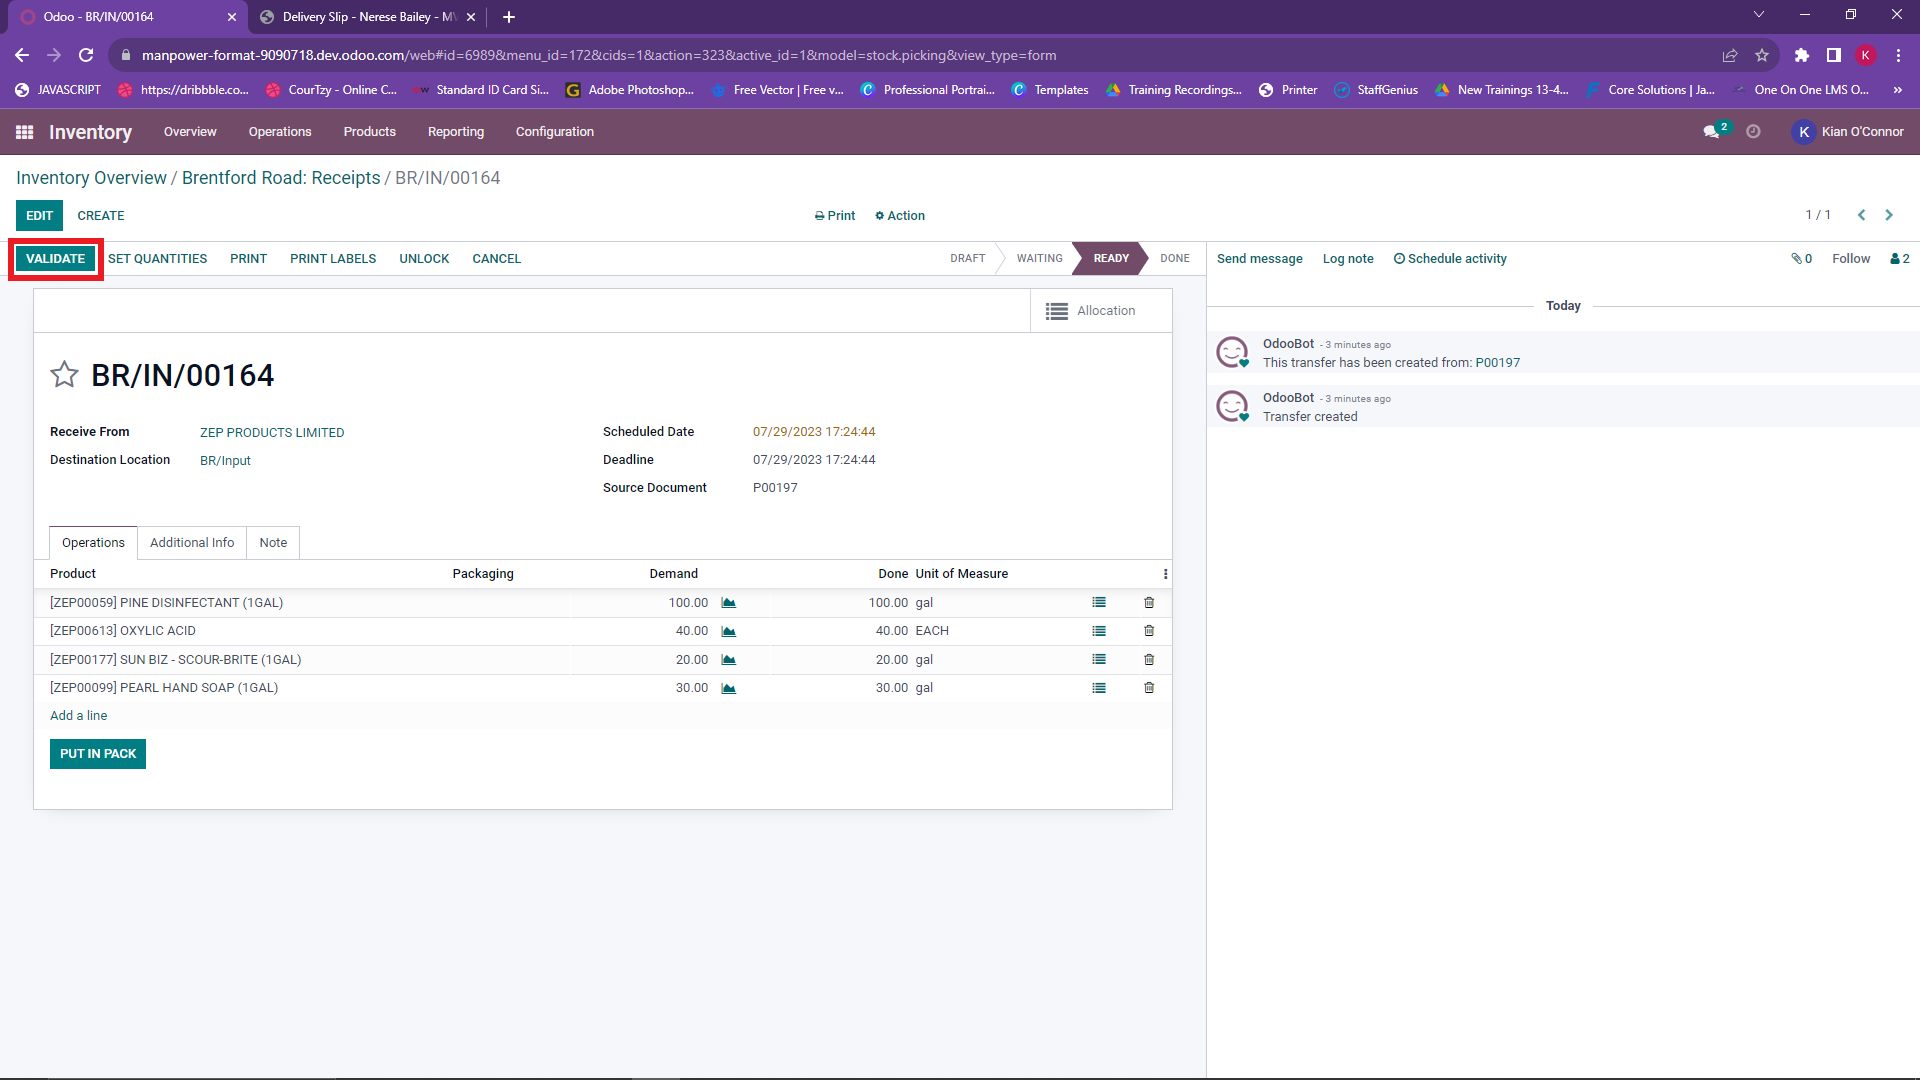 Odoo - BR/IN/00164
Delivery Slip - Nerese Bailey - M
manpower-format-9090718.dev.odoo.com/web#id=6989&menu_id=172&cids=1&action=323&active_id=1&model=stock.picking&view_type=form
K
JAVASCRIPT
https://dribbble.co...
CourTzy - Online C...
Standard ID Card Si...
Adobe Photoshop...
Free Vector | Free v...
Professional Portrai...
Templates
Training Recordings...
Printer
StaffGenius
New Trainings 13-4...
Core Solutions | Ja...
One On One LMS O...
»
Inventory
Overview
Operations
Products
Reporting
Configuration
2
K
Kian O'Connor
Inventory Overview / Brentford Road: Receipts / BR/IN/00164
EDIT
CREATE
Print
Action
1 / 1
VALIDATE
SET QUANTITIES
PRINT
PRINT LABELS
UNLOCK
CANCEL
DRAFT
WAITING
READY
DONE
Send message
Log note
Schedule activity
0
Follow
2
Allocation
Today
OdooBot - 3 minutes ago
This transfer has been created from: P00197
OdooBot - 3 minutes ago
Transfer created
BR/IN/00164
Receive From ZEP PRODUCTS LIMITED
Destination Location BR/Input
Scheduled Date 07/29/2023 17:24:44
Deadline 07/29/2023 17:24:44
Source Document P00197
Operations
Additional Info
Note
Product Packaging Demand Done Unit of Measure
[ZEP00059] PINE DISINFECTANT (1GAL) 100.00 100.00 gal
[ZEP00613] OXYLIC ACID 40.00 40.00 EACH
[ZEP00177] SUN BIZ - SCOUR-BRITE (1GAL) 20.00 20.00 gal
[ZEP00099] PEARL HAND SOAP (1GAL) 30.00 30.00 gal
Add a line
PUT IN PACK